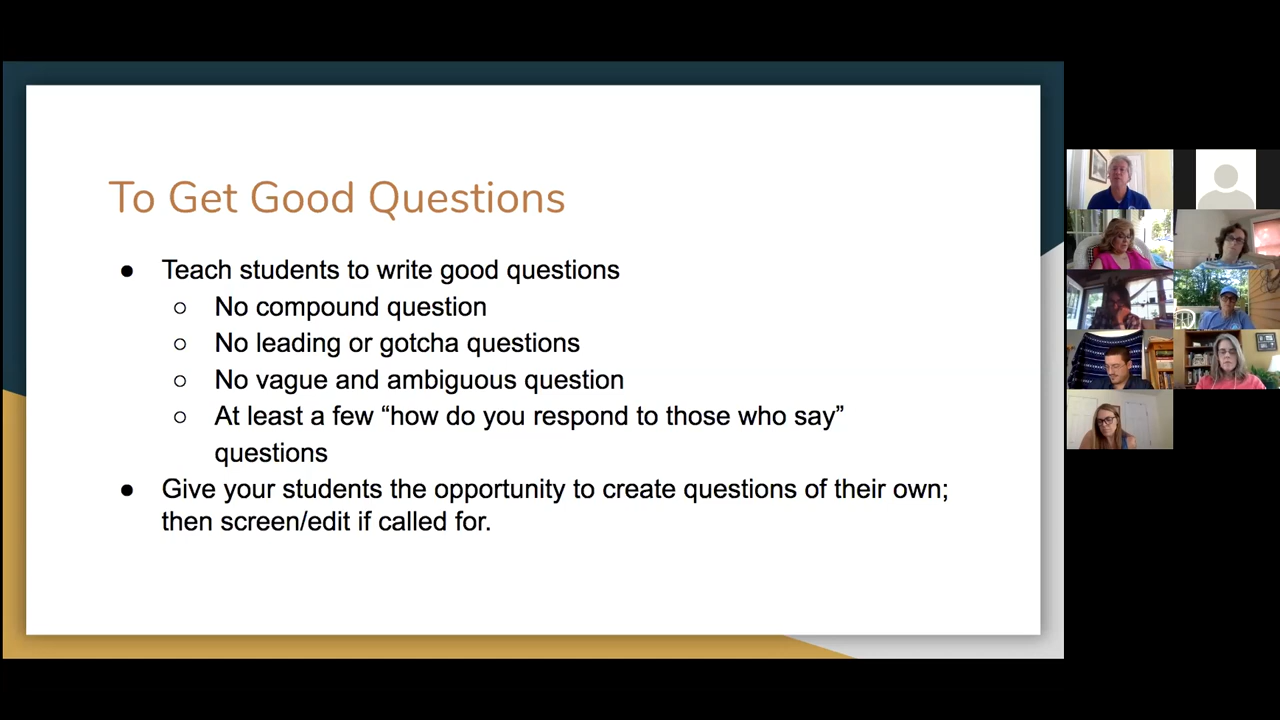 To Get Good Questions
● Teach students to write good questions
○ No compound question
○ No leading or gotcha questions
○ No vague and ambiguous question
○ At least a few “how do you respond to those who say”
questions
● Give your students the opportunity to create questions of their own;
then screen/edit if called for.